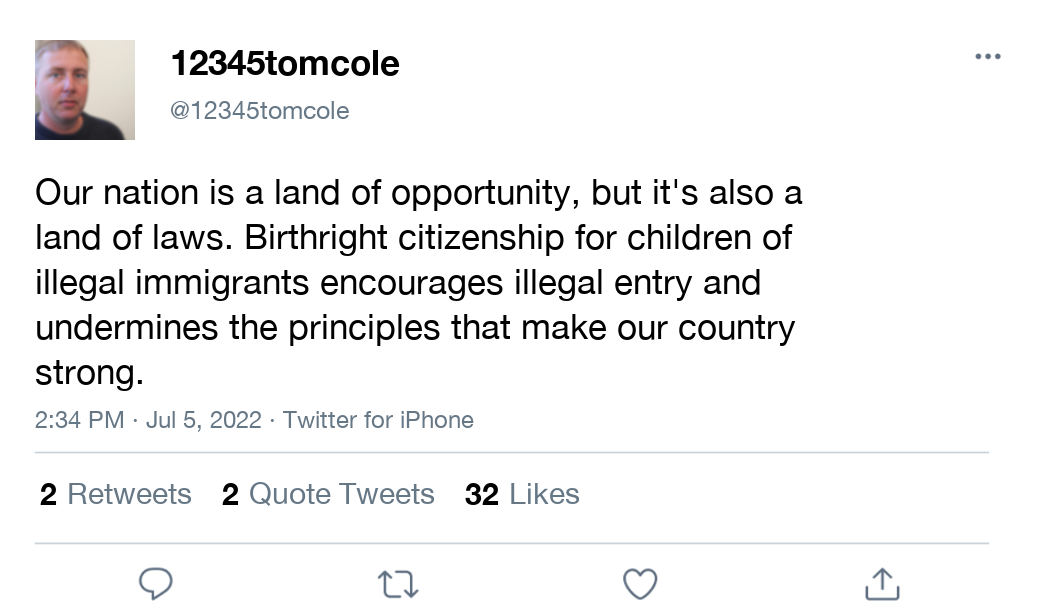 12345tomcole
@12345tomcole
Our nation is a land of opportunity, but it's also a
land of laws. Birthright citizenship for children of
illegal immigrants encourages illegal entry and
undermines the principles that make our country
strong.
2:34 PM · Jul 5, 2022 · Twitter for iPhone
2 Retweets 2 Quote Tweets 32 Likes